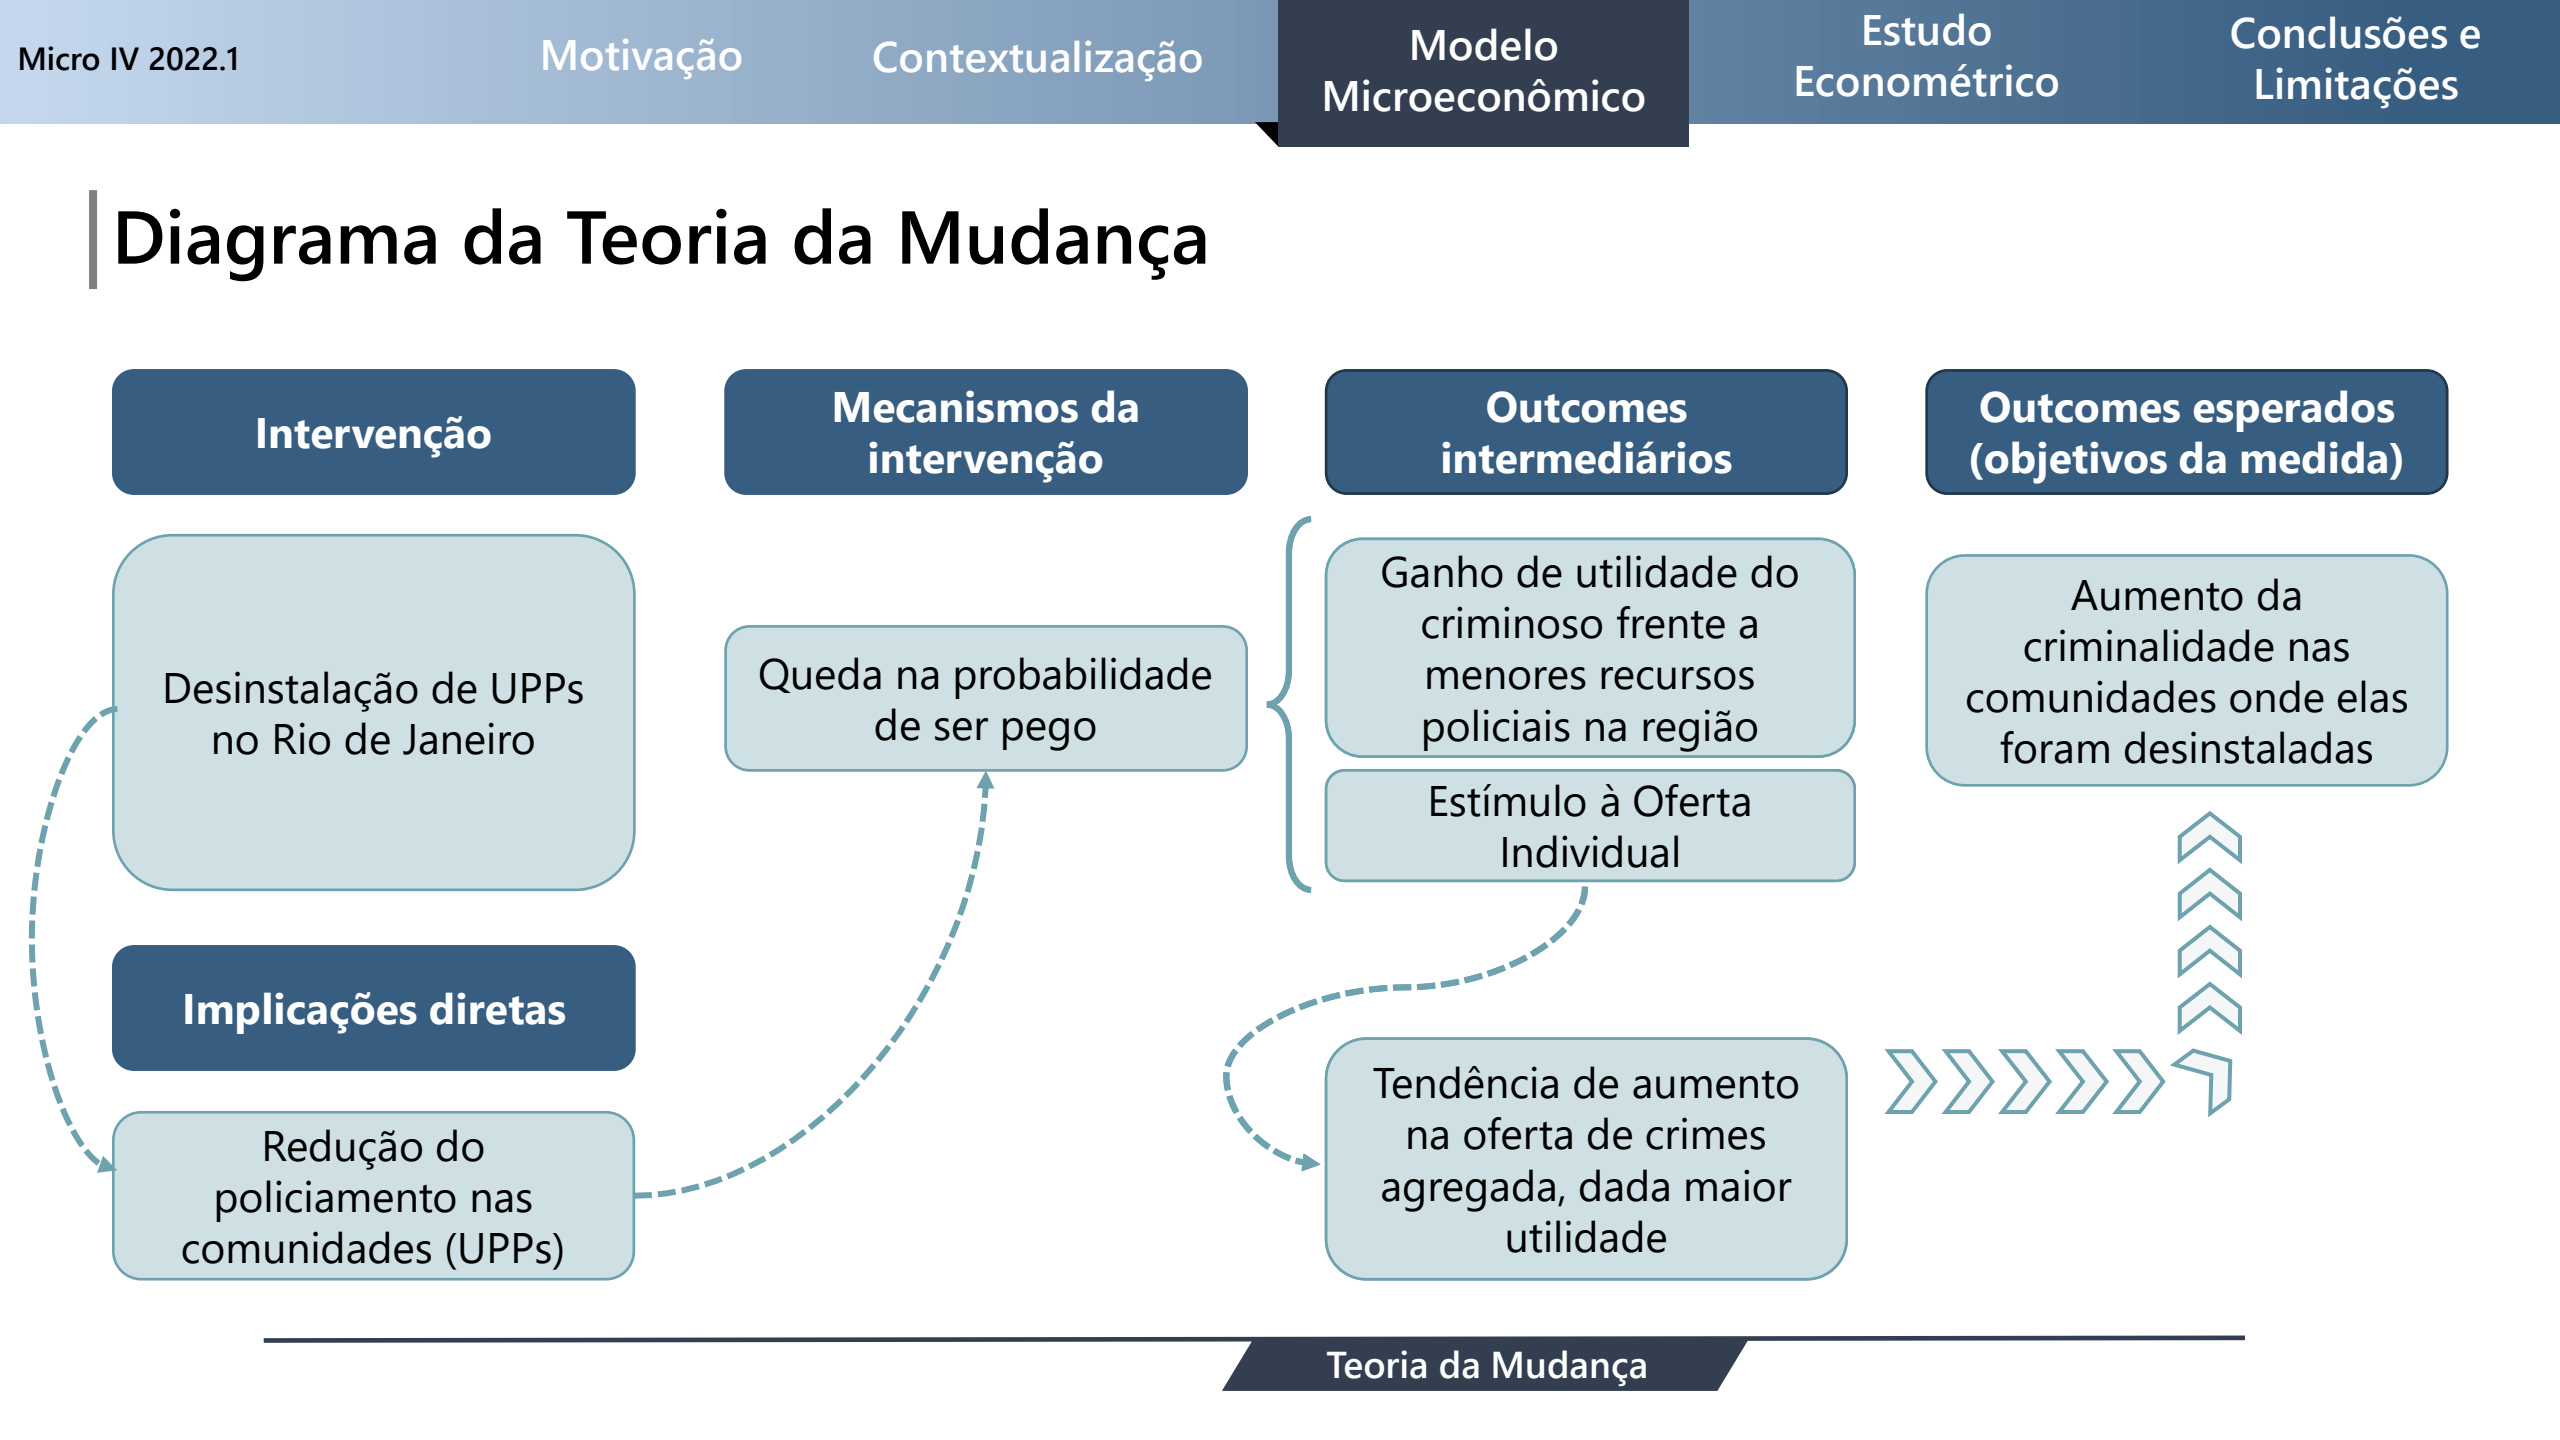 Micro IV 2022.1
Motivação
Contextualização
Modelo
Microeconômico
Estudo
Econométrico
Conclusões e
Limitações
Diagrama da Teoria da Mudança
Intervenção
Desinstalação de UPPs
no Rio de Janeiro
Implicações diretas
Redução do
policiamento nas
comunidades (UPPs)
Mecanismos da
intervenção
Queda na probabilidade
de ser pego
Outcomes
intermediários
Ganho de utilidade do
criminoso frente a
menores recursos
policiais na região
Estímulo à Oferta
Individual
Tendência de aumento
na oferta de crimes
agregada, dada maior
utilidade
Outcomes esperados
(objetivos da medida)
Aumento da
criminalidade nas
comunidades onde elas
foram desinstaladas
Teoria da Mudança